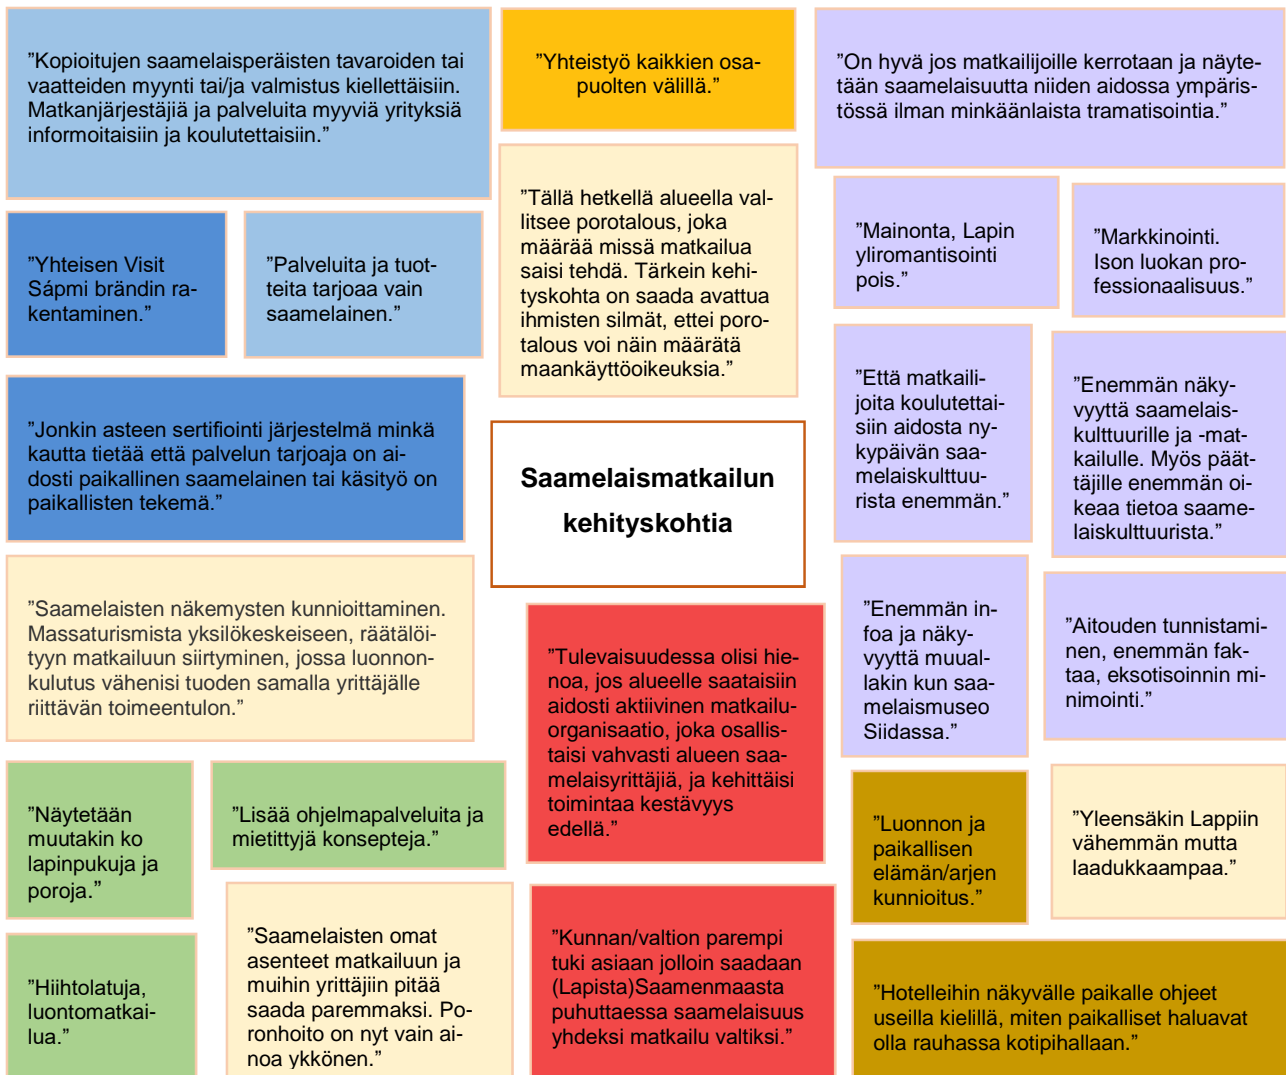 ”Kopioitujen saamelaisperäisten tavaroiden tai
vaatteiden myynti tai/ja valmistus kiellettäisiin.
Matkanjärjestäjiä ja palveluita myyviä yrityksiä
informoitaisiin ja koulutettaisiin.”
”Yhteistyö kaikkien osa-
puolten välillä.”
”On hyvä jos matkailijoille kerrotaan ja näyte-
tään saamelaisuutta niiden aidossa ympäris-
tössä ilman minkäänlaista tramatisointia.”
”Yhteisen Visit
Sápmi brändin ra-
kentaminen.”
”Palveluita ja tuot-
teita tarjoaa vain
saamelainen.”
”Tällä hetkellä alueella val-
litsee porotalous, joka
määrää missä matkailua
saisi tehdä. Tärkein kehi-
tyskohta on saada avattua
ihmisten silmät, ettei poro-
talous voi näin määrätä
maankäyttöoikeuksia.”
”Mainonta, Lapin
yliromantisointi
pois.”
”Markkinointi.
Ison luokan pro-
fessionaalisuus.”
”Jonkin asteen sertifiointi järjestelmä minkä
kautta tietää että palvelun tarjoaja on ai-
dosti paikallinen saamelainen tai käsityö on
paikallisten tekemä.”
Saamelaismatkailun
kehityskohtia
”Että matkaili-
joita koulutettai-
siin aidosta ny-
kypäivän saa-
melaiskulttuu-
rista enemmän.”
”Enemmän näky-
vyyttä saamelais-
kulttuurille ja -mat-
kailulle. Myös päät-
täjille enemmän oi-
keaa tietoa saame-
laiskulttuurista.”
”Saamelaisten näkemysten kunnioittaminen.
Massaturismista yksilökeskeiseen, räätälöi-
tyyn matkailuun siirtyminen, jossa luonnon-
kulutus vähenisi tuoden samalla yrittäjälle
riittävän toimeentulon.”
”Tulevaisuudessa olisi hie-
noa, jos alueelle saataisiin
aidosti aktiivinen matkailu-
organisaatio, joka osallis-
taisi vahvasti alueen saa-
melaisyrittäjiä, ja kehittäisi
toimintaa kestävyys
edellä.”
”Enemmän in-
foa ja näky-
vyyttä muual-
lakin kun saa-
melaismuseo
Siidassa.”
”Aitouden tunnistami-
nen, enemmän fak-
taa, eksotisoinnin mi-
nimointi.”
”Näytetään
muutakin ko
lapinpukuja ja
poroja.”
”Lisää ohjelmapalveluita ja
mietittyjä konsepteja.”
”Luonnon ja
paikallisen
elämän/arjen
kunnioitus.”
”Yleensäkin Lappiin
vähemmän mutta
laadukkaampaa.”
”Hiihtolatuja,
luontomatkai-
lua.”
”Saamelaisten omat
asenteet matkailuun ja
muihin yrittäjiin pitää
saada paremmaksi. Po-
ronhoito on nyt vain ai-
noa ykkönen.”
”Kunnan/valtion parempi
tuki asiaan jolloin saadaan
(Lapista)Saamenmaasta
puhuttaessa saamelaisuus
yhdeksi matkailu valtiksi.”
”Hotelleihin näkyvälle paikalle ohjeet
useilla kielillä, miten paikalliset haluavat
olla rauhassa kotipihallaan.”